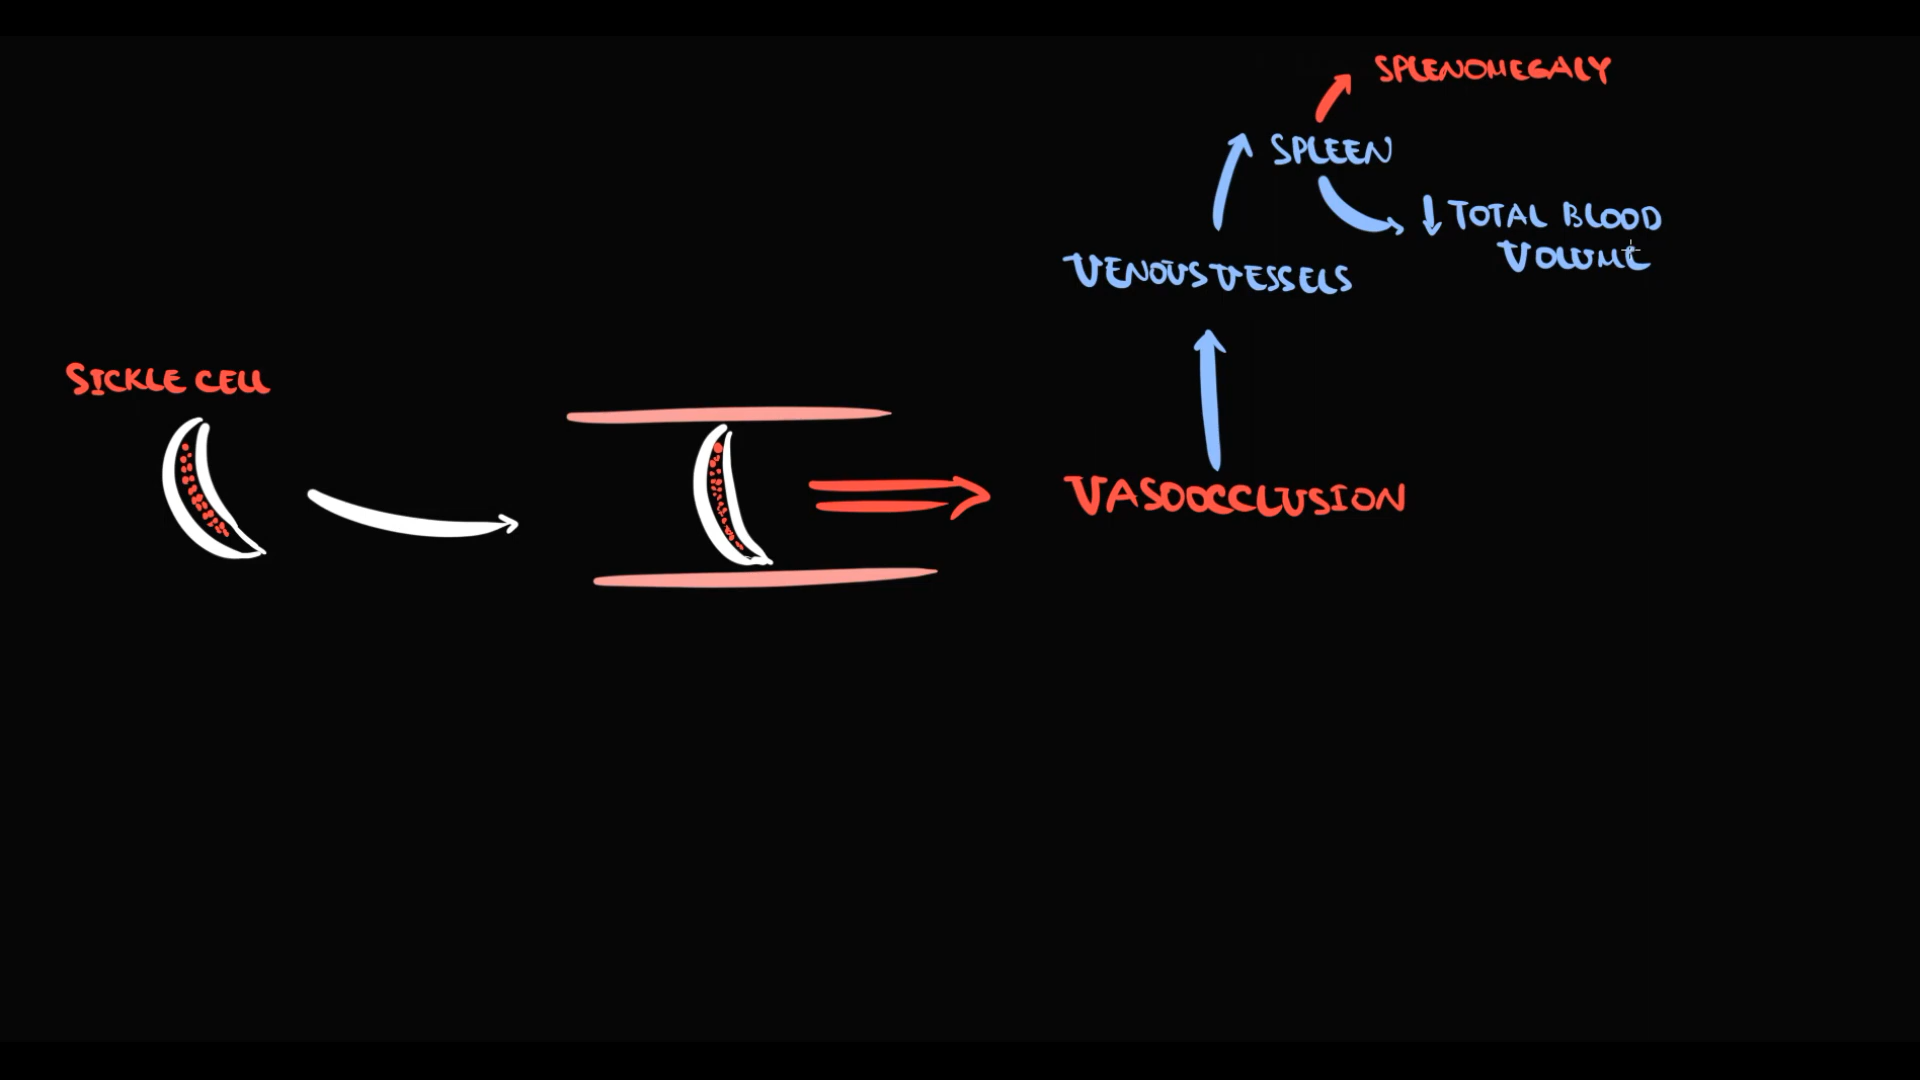 SPLENOMEGALY
SPLEEN
↓ TOTAL BLOOD
VOLUME
VENOUS VESSELS
SICKLE CELL
VASOOCCLUSION